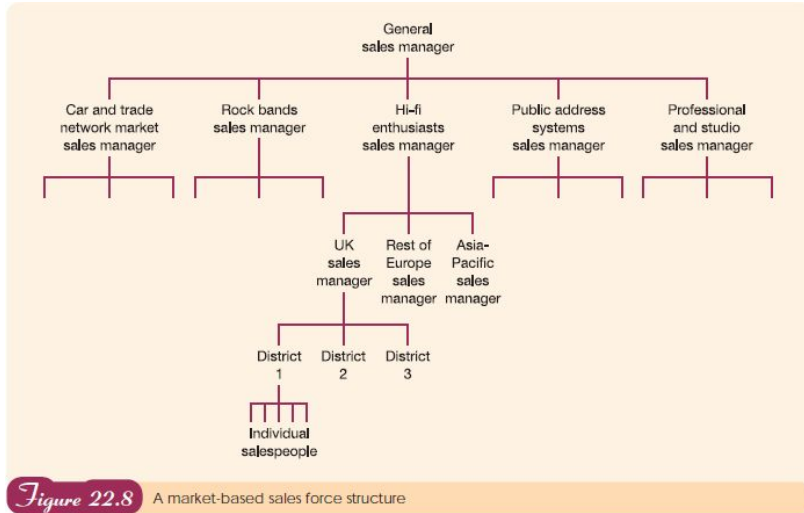 General
sales manager
Car and trade
network market
sales manager
Rock bands
sales manager
Hi-fi
enthusiasts
sales manager
Public address
systems
sales manager
Professional
and studio
sales manager
UK
sales
manager
Rest of
Europe
sales
manager
Asia-
Pacific
sales
manager
District
1
District
2
District
3
Individual
salespeople
Figure 22.8 A market-based sales force structure